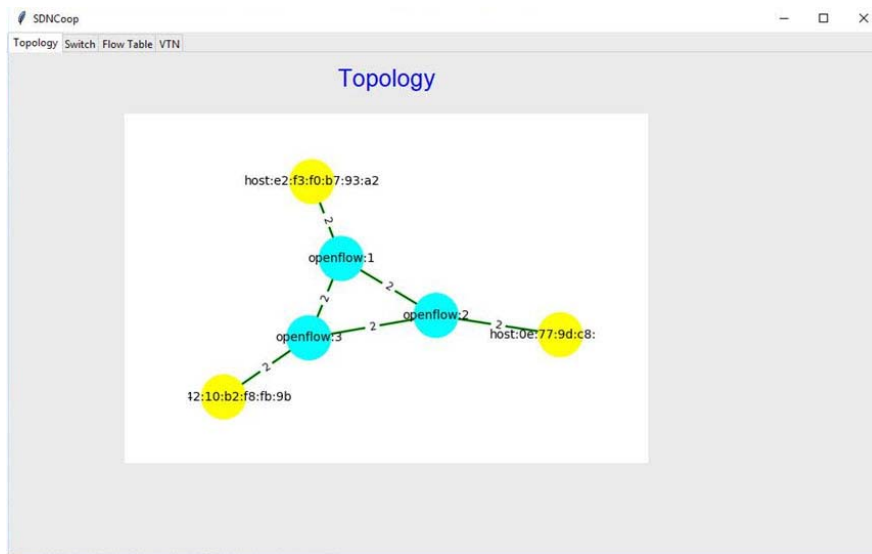 SDNCoop
Topology Switch Flow Table VTN
Topology
host:e2:f3:f0:b7:93:a2
2
openflow:1
2
2
openflow:2
2
2
host:0e:77:9d:c8:
openflow:3
2
42:10:b2:f8:fb:9b